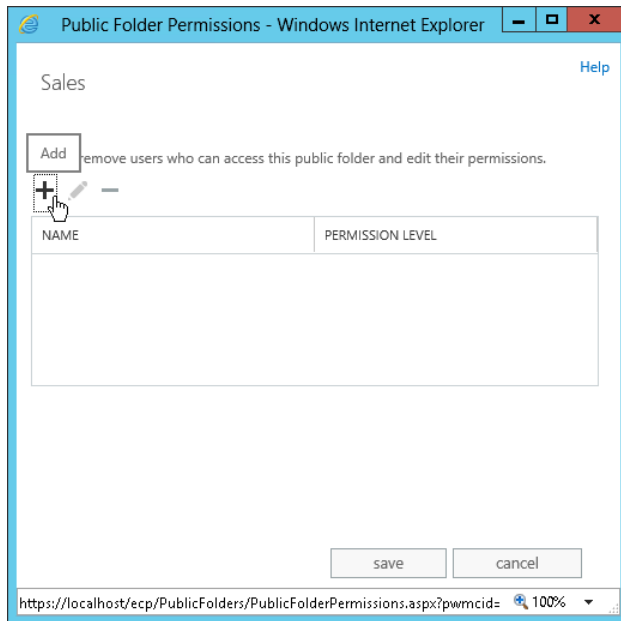 Public Folder Permissions - Windows Internet Explorer
Help
Sales
Add
remove users who can access this public folder and edit their permissions.
NAME PERMISSION LEVEL
save cancel
https://localhost/ecp/PublicFolders/PublicFolderPermissions.aspx?pwmcid= 100%